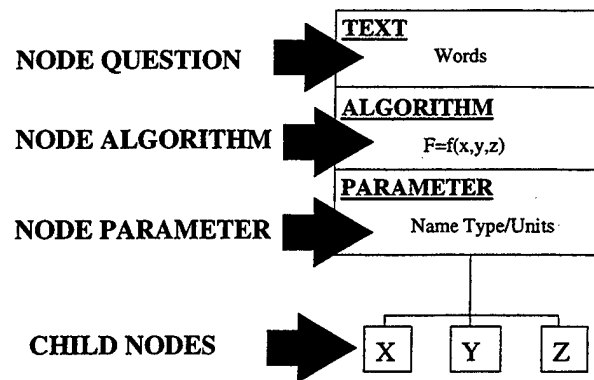 TEXT
NODE QUESTION
Words
ALGORITHM
NODE ALGORITHM
F=f(x,y,z)
PARAMETER
NODE PARAMETER
Name Type/Units
CHILD NODES
X Y Z